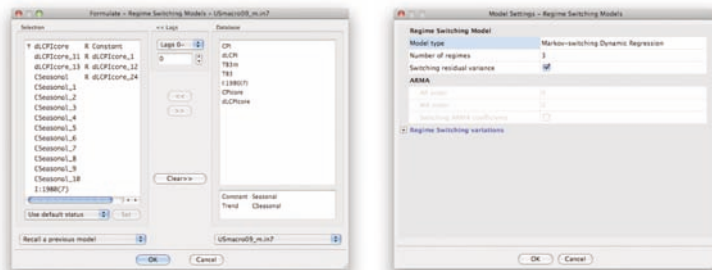 Formulate - Regime Switching Models - USmacro09_m.in7
Selection
<< Lags
Database
Y dLCPIcore R Constant
dLCPIcore_11 R dLCPIcore_1
dLCPIcore_13 R dLCPIcore_12
CSeasonal R dLCPIcore_24
CSeasonal_1
CSeasonal_2
CSeasonal_3
CSeasonal_4
CSeasonal_5
CSeasonal_6
CSeasonal_7
CSeasonal_8
CSeasonal_9
CSeasonal_10
I:1980(7)
Lags 0-
0
<<
>>
Clear>>
CPI
dLCPI
TB3m
TB3
I:1980(7)
CPIcore
dLCPIcore
Constant Seasonal
Trend CSeasonal
Use default status
Set
Recall a previous model
USmacro09_m.in7
OK
Cancel
Model Settings - Regime Switching Models
Regime Switching Model
Model type Markov-switching Dynamic Regression
Number of regimes 3
Switching residual variance
ARMA
AR order 0
MA order 0
Switching ARMA coefficients
Regime Switching variations
OK
Cancel